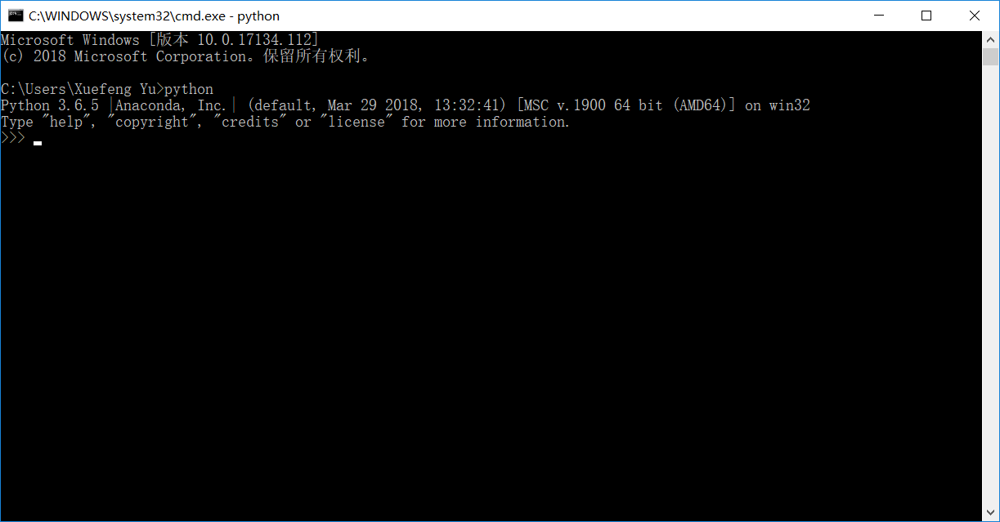 C:\WINDOWS\system32\cmd.exe - python
Microsoft Windows [版本 10.0.17134.112]
(c) 2018 Microsoft Corporation。保留所有权利。
C:\Users\Xuefeng Yu>python
Python 3.6.5 |Anaconda, Inc.| (default, Mar 29 2018, 13:32:41) [MSC v.1900 64 bit (AMD64)] on win32
Type "help", "copyright", "credits" or "license" for more information.
>>>